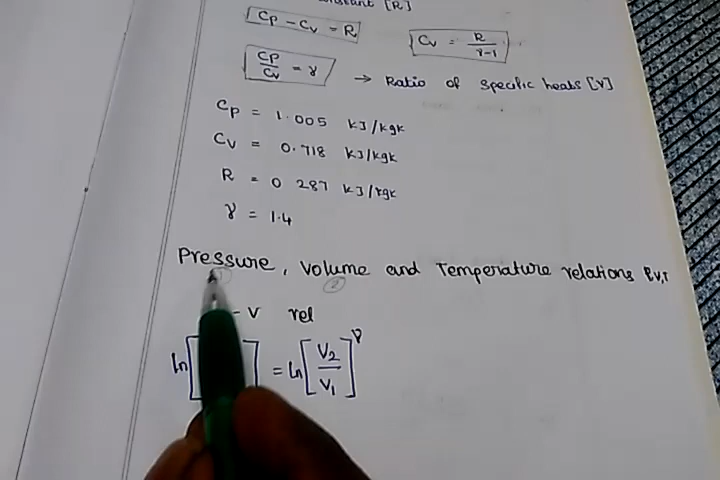 [R]
Cp - Cv = R
Cv = R/γ-1
Cp/Cv = γ → Ratio of specific heats [γ]
Cp = 1.005 kJ/kgk
Cv = 0.718 kJ/kgk
R = 0 287 kJ/kgk
γ = 1.4
Pressure, Volume and Temperature relations P,V,T
- V rel
ln [ ] = ln [V2/V1]^γ